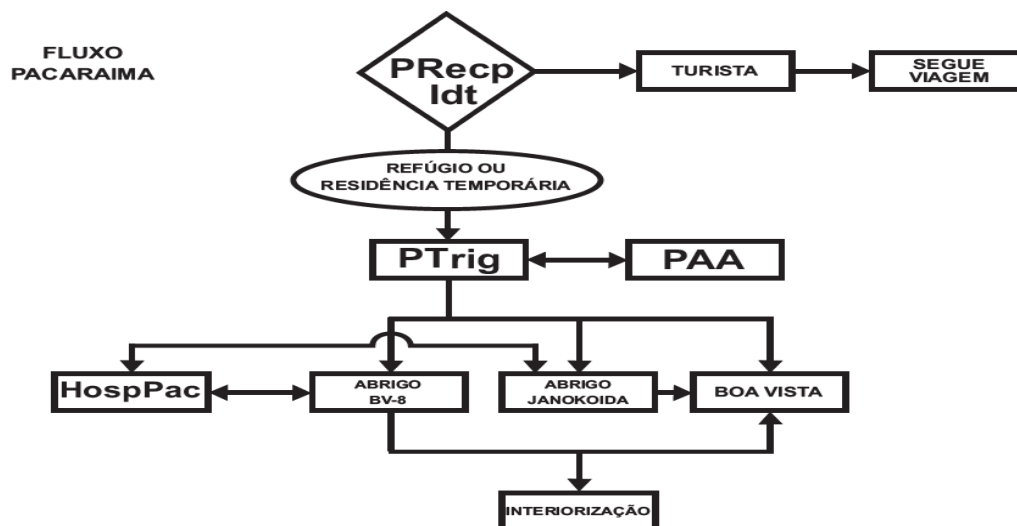 FLUXO
PACARAIMA
PRecp
Idt
TURISTA
SEGUE
VIAGEM
REFÚGIO OU
RESIDÊNCIA TEMPORÁRIA
PTrig
PAA
HospPac
ABRIGO
BV-8
ABRIGO
JANOKOIDA
BOA VISTA
INTERIORIZAÇÃO